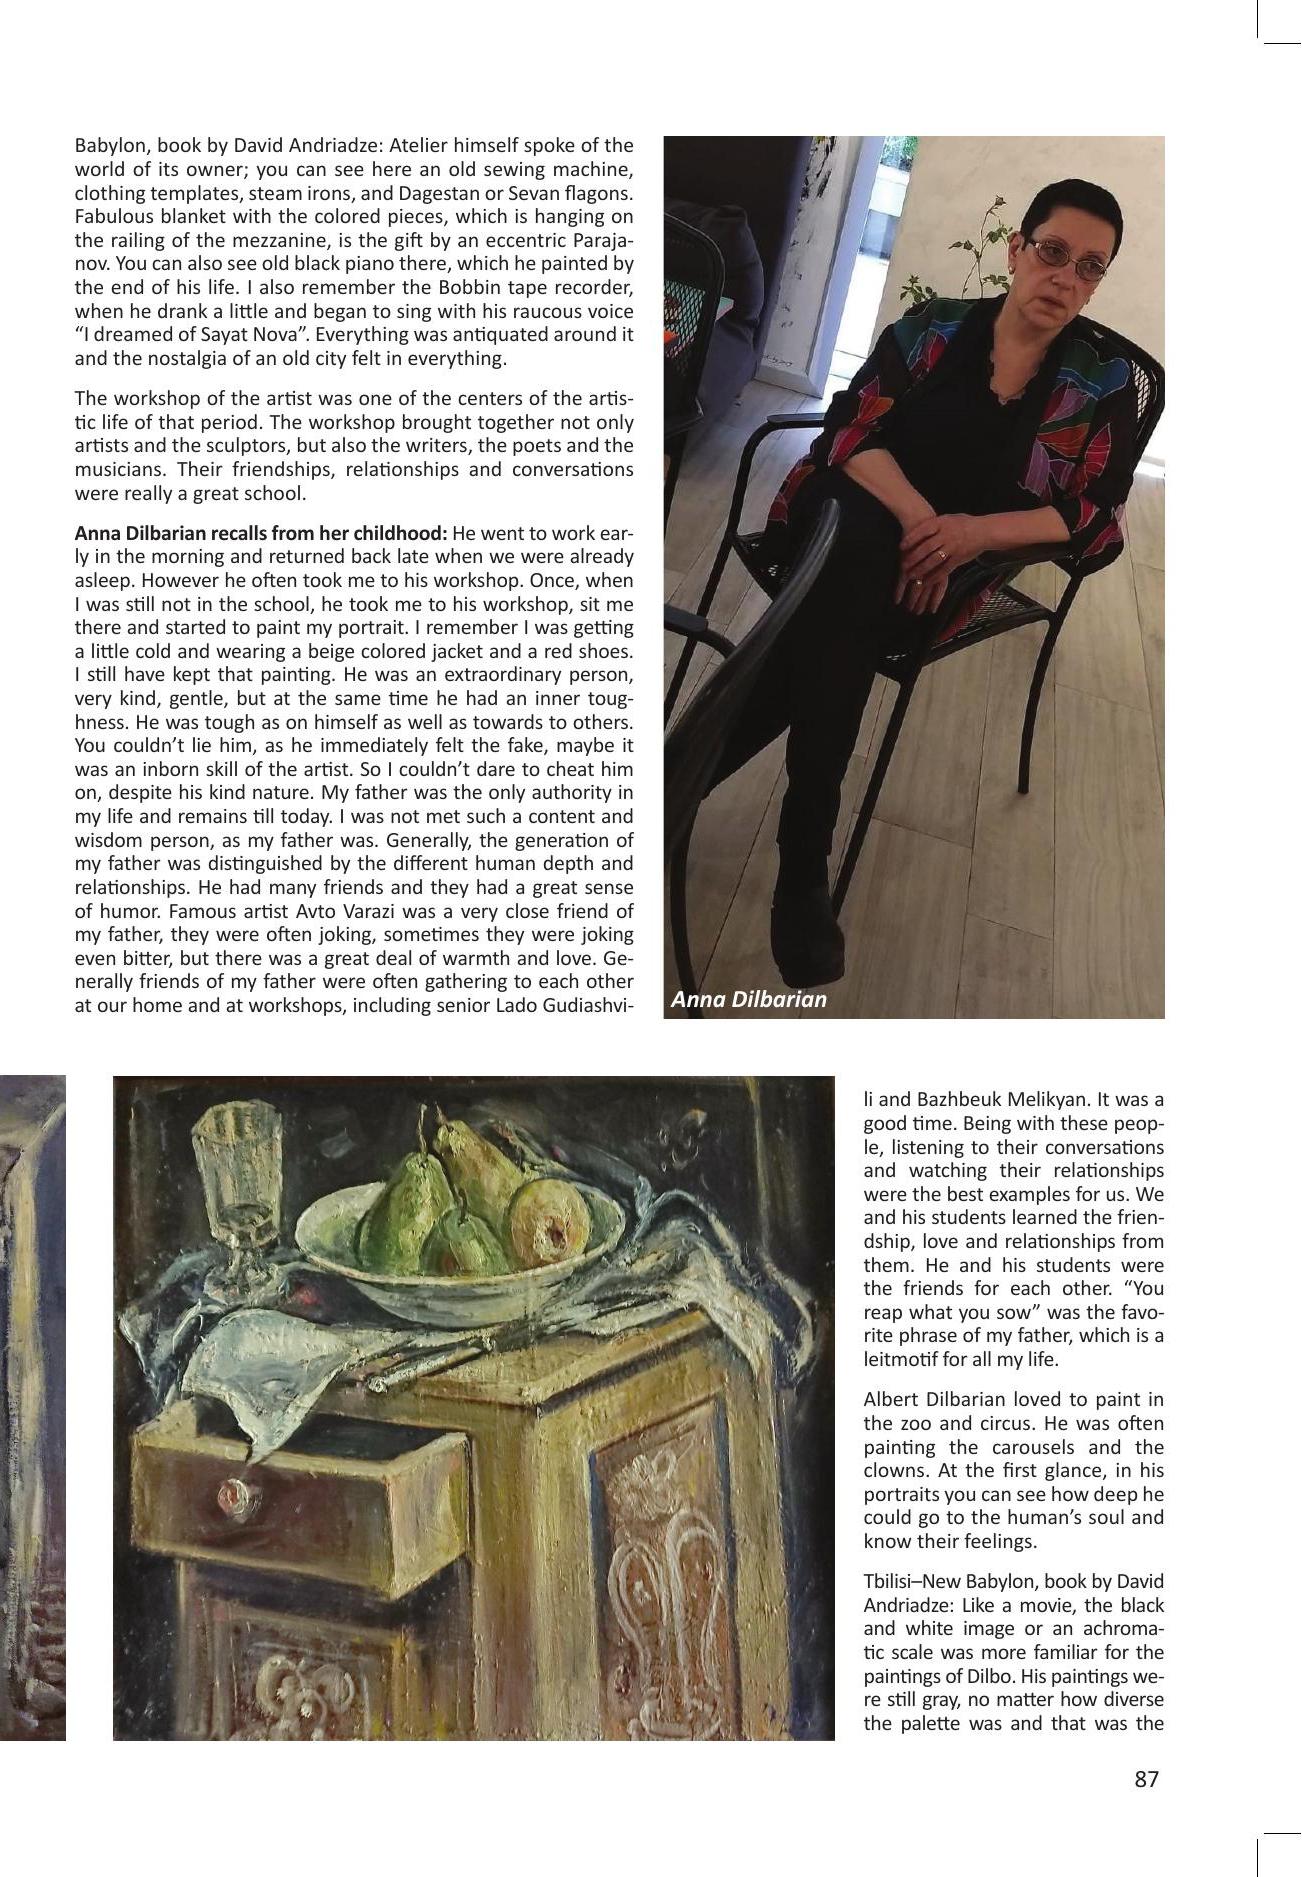 Babylon, book by David Andriadze: Atelier himself spoke of the
world of its owner; you can see here an old sewing machine,
clothing templates, steam irons, and Dagestan or Sevan flagons.
Fabulous blanket with the colored pieces, which is hanging on
the railing of the mezzanine, is the gift by an eccentric Paraja-
nov. You can also see old black piano there, which he painted by
the end of his life. I also remember the Bobbin tape recorder,
when he drank a little and began to sing with his raucous voice
“I dreamed of Sayat Nova”. Everything was antiquated around it
and the nostalgia of an old city felt in everything.
The workshop of the artist was one of the centers of the artis-
tic life of that period. The workshop brought together not only
artists and the sculptors, but also the writers, the poets and the
musicians. Their friendships, relationships and conversations
were really a great school.
Anna Dilbarian recalls from her childhood: He went to work ear-
ly in the morning and returned back late when we were already
asleep. However he often took me to his workshop. Once, when
I was still not in the school, he took me to his workshop, sit me
there and started to paint my portrait. I remember I was getting
a little cold and wearing a beige colored jacket and a red shoes.
I still have kept that painting. He was an extraordinary person,
very kind, gentle, but at the same time he had an inner toug-
hness. He was tough as on himself as well as towards to others.
You couldn’t lie him, as he immediately felt the fake, maybe it
was an inborn skill of the artist. So I couldn’t dare to cheat him
on, despite his kind nature. My father was the only authority in
my life and remains till today. I was not met such a content and
wisdom person, as my father was. Generally, the generation of
my father was distinguished by the different human depth and
relationships. He had many friends and they had a great sense
of humor. Famous artist Avto Varazi was a very close friend of
my father, they were often joking, sometimes they were joking
even bitter, but there was a great deal of warmth and love. Ge-
nerally friends of my father were often gathering to each other
at our home and at workshops, including senior Lado Gudiashvi-
Anna Dilbarian
li and Bazhbeuk Melikyan. It was a
good time. Being with these peop-
le, listening to their conversations
and watching their relationships
were the best examples for us. We
and his students learned the frien-
dship, love and relationships from
them. He and his students were
the friends for each other. “You
reap what you sow” was the favo-
rite phrase of my father, which is a
leitmotif for all my life.
Albert Dilbarian loved to paint in
the zoo and circus. He was often
painting the carousels and the
clowns. At the first glance, in his
portraits you can see how deep he
could go to the human’s soul and
know their feelings.
Tbilisi–New Babylon, book by David
Andriadze: Like a movie, the black
and white image or an achroma-
tic scale was more familiar for the
paintings of Dilbo. His paintings we-
re still gray, no matter how diverse
the palette was and that was the
87